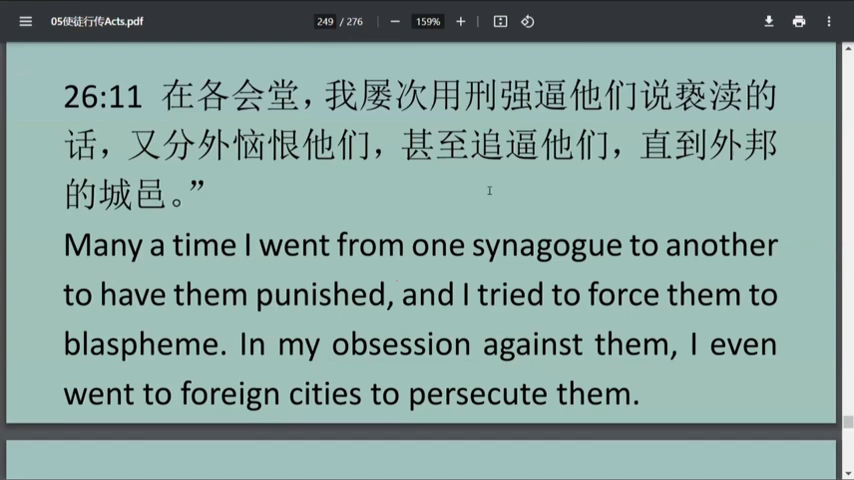 05使徒行传Acts.pdf
249 / 276
159%
26:11 在各会堂，我屡次用刑强逼他们说亵渎的
话，又分外恼恨他们，甚至追逼他们，直到外邦
的城邑。”
Many a time I went from one synagogue to another
to have them punished, and I tried to force them to
blaspheme. In my obsession against them, I even
went to foreign cities to persecute them.